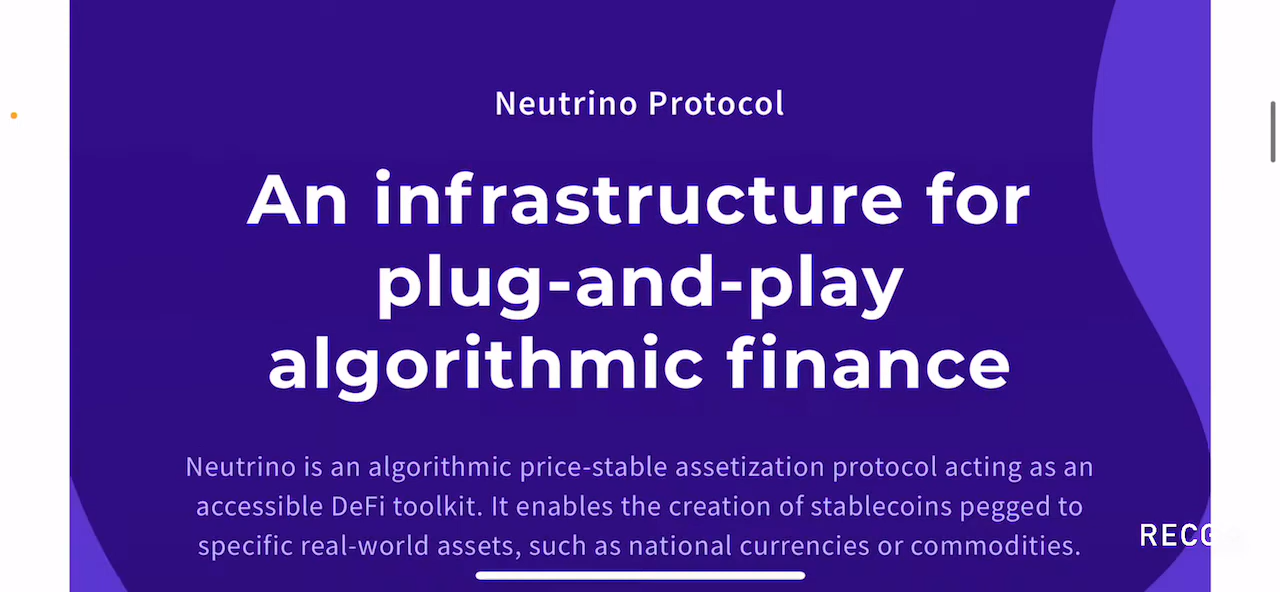 Neutrino Protocol
An infrastructure for
plug-and-play
algorithmic finance
Neutrino is an algorithmic price-stable assetization protocol acting as an
accessible DeFi toolkit. It enables the creation of stablecoins pegged to
specific real-world assets, such as national currencies or commodities.